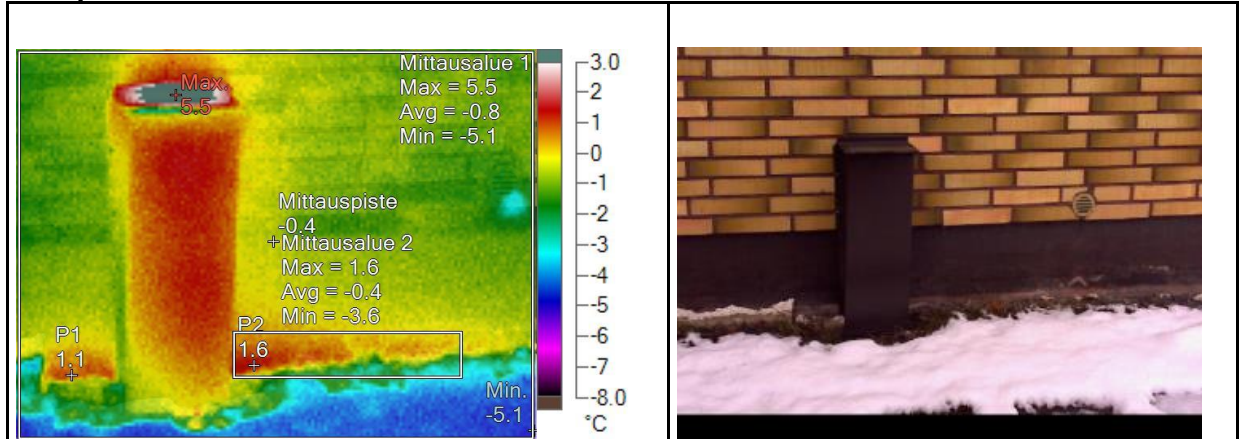 Mittausalue 1
Max = 5.5
Avg = -0.8
Min = -5.1
Max.
5.5
Mittauspiste
-0.4
Mittausalue 2
Max = 1.6
Avg = -0.4
Min = -3.6
P1
1.1
P2
1.6
Min.
-5.1
3.0
-2
-1
-0
-1
-2
-3
-4
-5
-6
-7
-8.0
°C